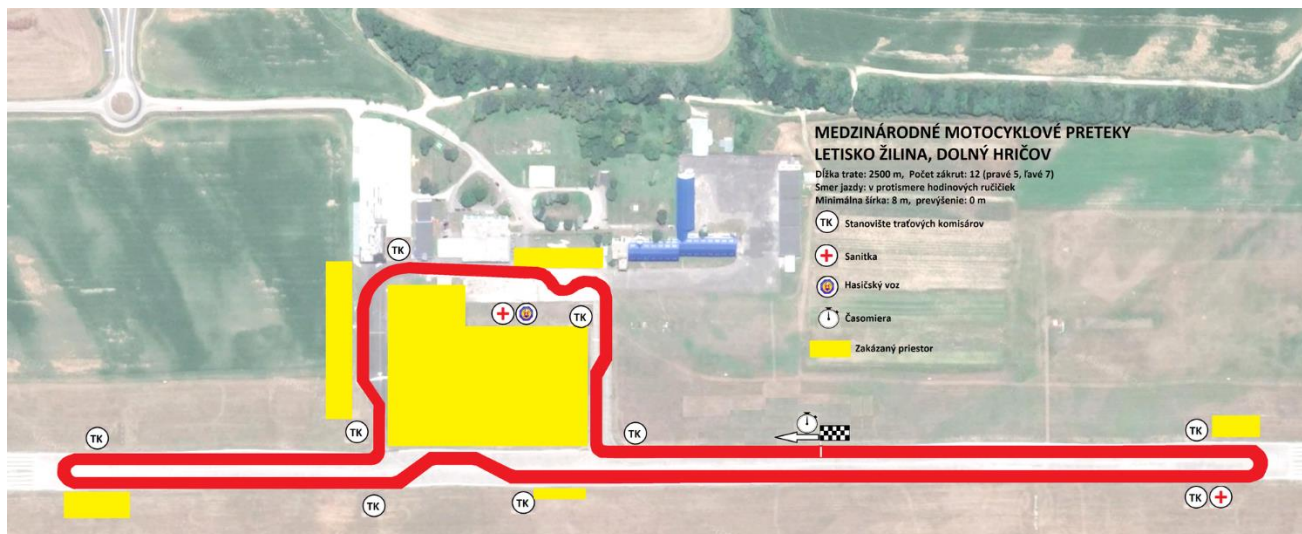 MEDZINÁRODNÉ MOTOCYKLOVÉ PRETEKY
LETISKO ŽILINA, DOLNÝ HRIČOV
Dĺžka trate: 2500 m, Počet zákrut: 12 (pravé 5, ľavé 7)
Smer jazdy: v protismere hodinových ručičiek
Minimálna šírka: 8 m, prevýšenie: 0 m
TK Stanovište traťových komisárov
Sanitka
Hasičský voz
Časomiera
Zakázaný priestor
TK
TK
TK
TK
TK
TK
TK
TK
TK